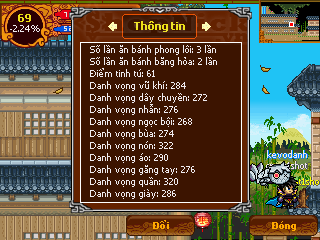 69
-2.24%
Thông tin
Số lần ăn bánh phong lôi: 3 lần
Số lần ăn bánh băng hỏa: 2 lần
Điểm tinh tú: 61
Danh vọng vũ khí: 284
Danh vọng dây chuyền: 272
Danh vọng nhẫn: 276
Danh vọng ngọc bội: 268
Danh vọng bùa: 274
Danh vọng nón: 322
Danh vọng áo: 290
Danh vọng găng tay: 276
Danh vọng quần: 320
Danh vọng giày: 286
kevodanh
1shot
Đổi
Đóng